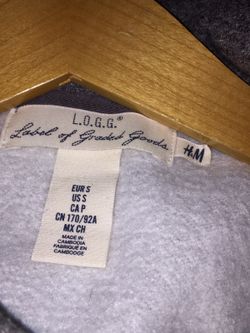 L.O.G.G.®
Label of Graded Goods
H&M
EUR S
US S
CA P
CN 170/92A
MX CH
MADE IN
CAMBODIA
FABRIQUÉ EN
CAMBODGE